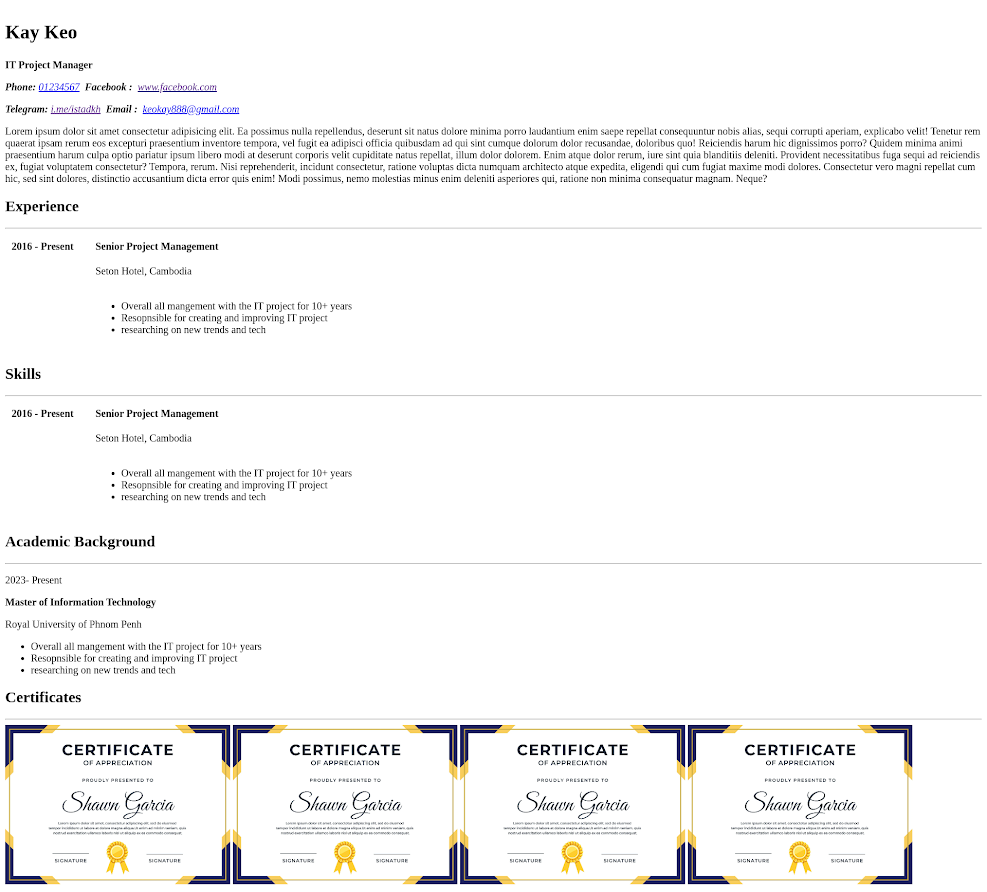 Kay Keo
IT Project Manager
Phone: 01234567 Facebook : www.facebook.com
Telegram: i.me/istadkh Email : keokay888@gmail.com
Lorem ipsum dolor sit amet consectetur adipisicing elit. Ea possimus nulla repellendus, deserunt sit natus dolore minima porro laudantium enim saepe repellat consequuntur nobis alias, sequi corrupti aperiam, explicabo velit! Tenetur rem
quaerat ipsam rerum eos excepturi praesentium inventore tempora, vel fugit ea adipisci officia quibusdam ad qui sint cumque dolorum dolor recusandae, doloribus quo! Reiciendis harum hic dignissimos porro? Quidem minima animi
praesentium harum culpa optio pariatur ipsum libero modi at deserunt corporis velit cupiditate natus repellat, illum dolor dolorem. Enim atque dolor rerum, iure sint quia blanditiis deleniti. Provident necessitatibus fuga sequi ad reiciendis
ex, fugiat voluptatem consectetur? Tempora, rerum. Nisi reprehenderit, incidunt consectetur, ratione voluptas dicta numquam architecto atque expedita, eligendi qui cum fugiat maxime modi dolores. Consectetur vero magni repellat cum
hic, sed sint dolores, distinctio accusantium dicta error quis enim! Modi possimus, nemo molestias minus enim deleniti asperiores qui, ratione non minima consequatur magnam. Neque?
Experience
2016 - Present Senior Project Management
Seton Hotel, Cambodia
Overall all mangement with the IT project for 10+ years
Resopnsible for creating and improving IT project
researching on new trends and tech
Skills
2016 - Present Senior Project Management
Seton Hotel, Cambodia
Overall all mangement with the IT project for 10+ years
Resopnsible for creating and improving IT project
researching on new trends and tech
Academic Background
2023- Present
Master of Information Technology
Royal University of Phnom Penh
Overall all mangement with the IT project for 10+ years
Resopnsible for creating and improving IT project
researching on new trends and tech
Certificates
CERTIFICATE CERTIFICATE CERTIFICATE CERTIFICATE
OF APPRECIATION OF APPRECIATION OF APPRECIATION OF APPRECIATION
PROUDLY PRESENTED TO PROUDLY PRESENTED TO PROUDLY PRESENTED TO PROUDLY PRESENTED TO
Shawn Garcia Shawn Garcia Shawn Garcia Shawn Garcia
SIGNATURE SIGNATURE SIGNATURE SIGNATURE SIGNATURE SIGNATURE SIGNATURE SIGNATURE